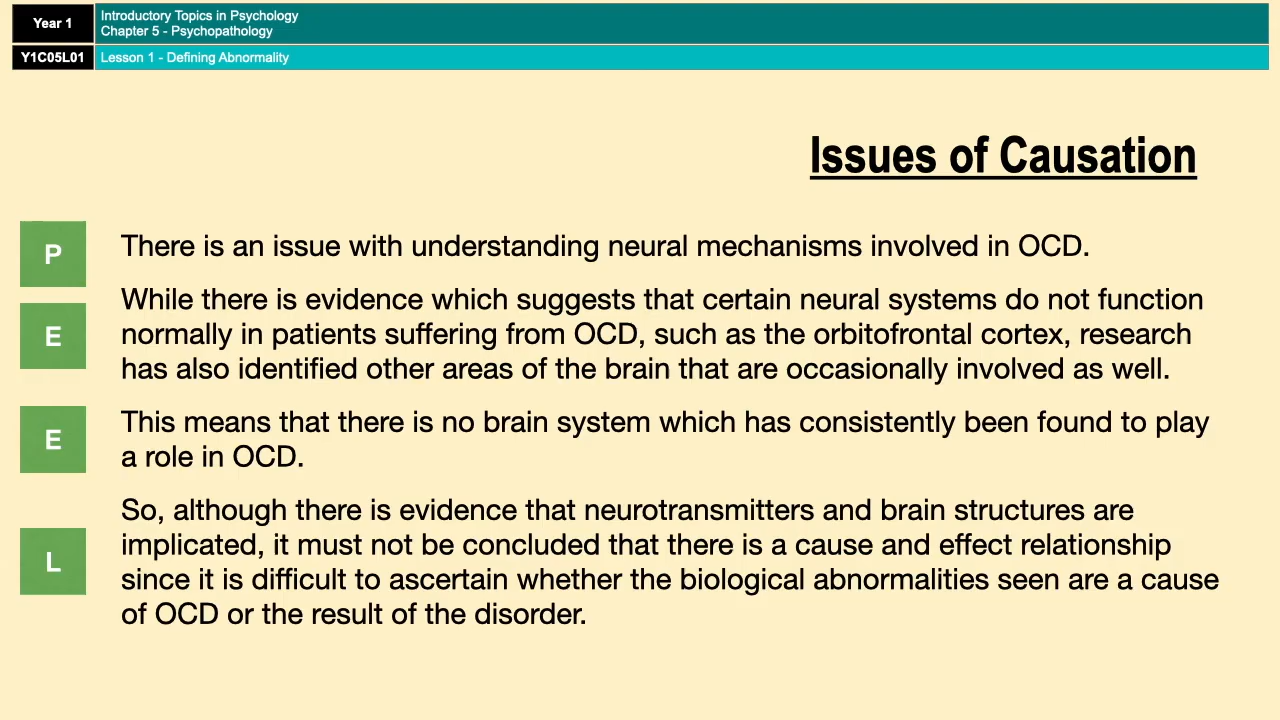 Year 1
Introductory Topics in Psychology
Chapter 5 - Psychopathology
Y1C05L01
Lesson 1 - Defining Abnormality
Issues of Causation
P
There is an issue with understanding neural mechanisms involved in OCD.
E
While there is evidence which suggests that certain neural systems do not function
normally in patients suffering from OCD, such as the orbitofrontal cortex, research
has also identified other areas of the brain that are occasionally involved as well.
E
This means that there is no brain system which has consistently been found to play
a role in OCD.
L
So, although there is evidence that neurotransmitters and brain structures are
implicated, it must not be concluded that there is a cause and effect relationship
since it is difficult to ascertain whether the biological abnormalities seen are a cause
of OCD or the result of the disorder.